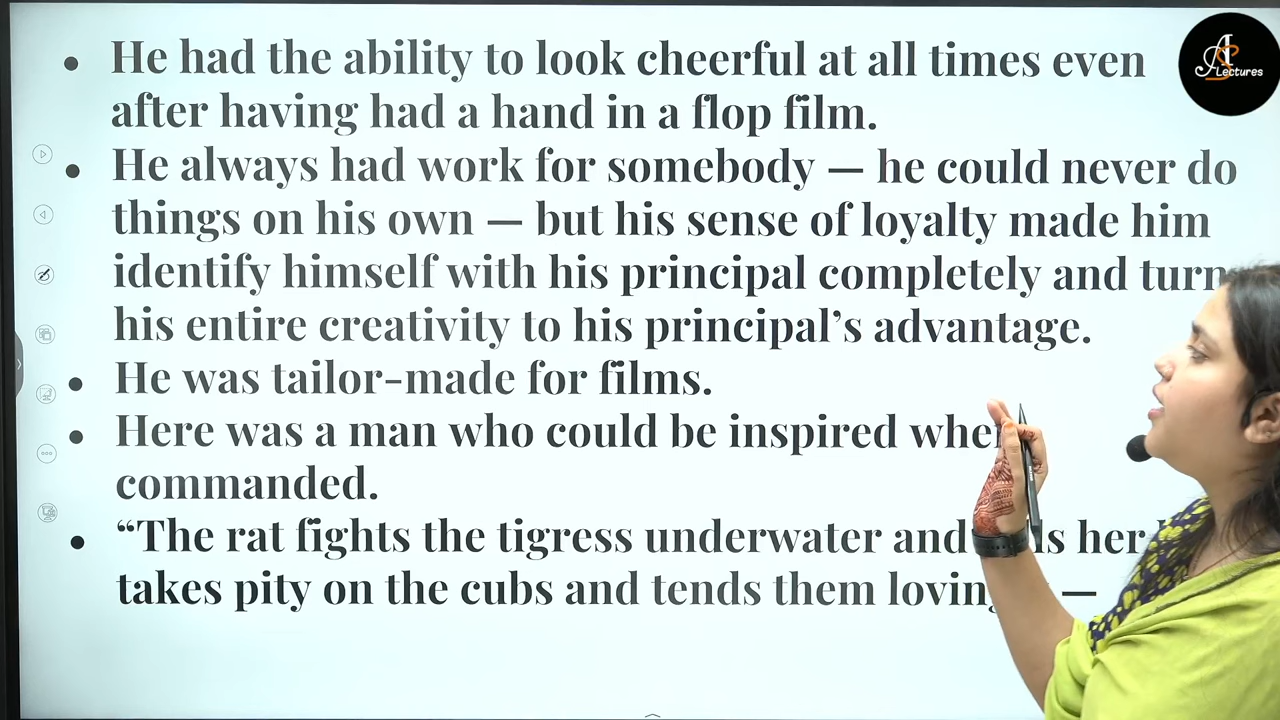 He had the ability to look cheerful at all times even
after having had a hand in a flop film.
He always had work for somebody — he could never do
things on his own — but his sense of loyalty made him
identify himself with his principal completely and turn
his entire creativity to his principal's advantage.
He was tailor-made for films.
Here was a man who could be inspired when
commanded.
“The rat fights the tigress underwater and her
takes pity on the cubs and tends them —
AS Lectures